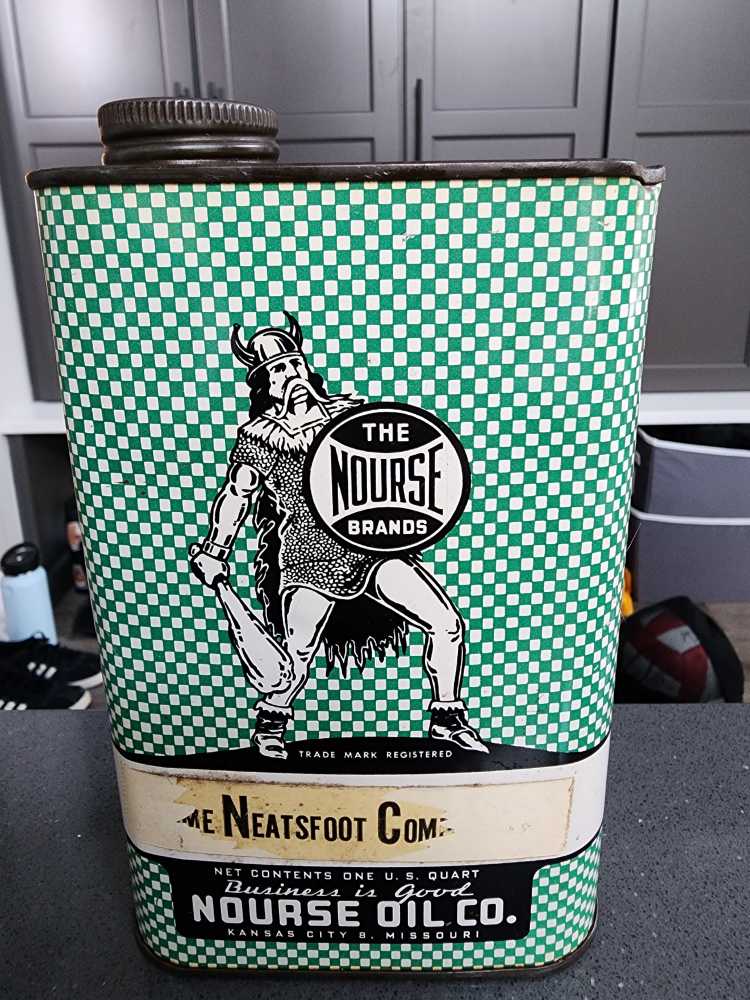 THE
NOURSE
BRANDS
TRADE MARK REGISTERED
ME NEATSFOOT COM
NET CONTENTS ONE U. S. QUART
Business is Good
NOURSE OIL CO.
KANSAS CITY 8, MISSOURI